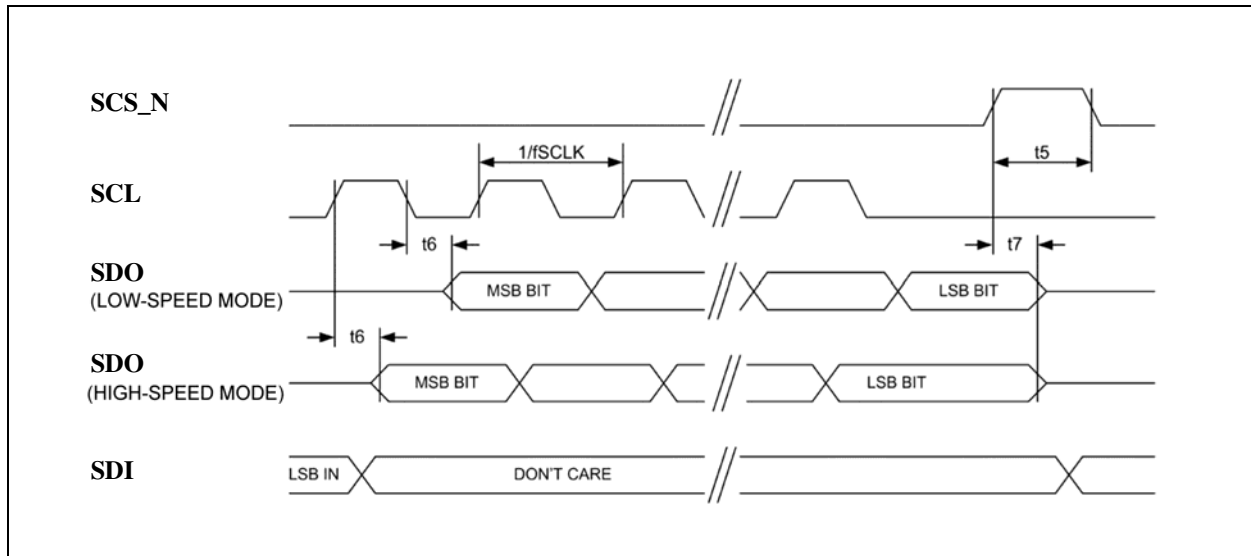 SCS_N
1/fSCLK
t5
SCL
t6
t7
SDO
(LOW-SPEED MODE)
MSB BIT
LSB BIT
t6
SDO
(HIGH-SPEED MODE)
MSB BIT
LSB BIT
SDI
LSB IN
DON'T CARE